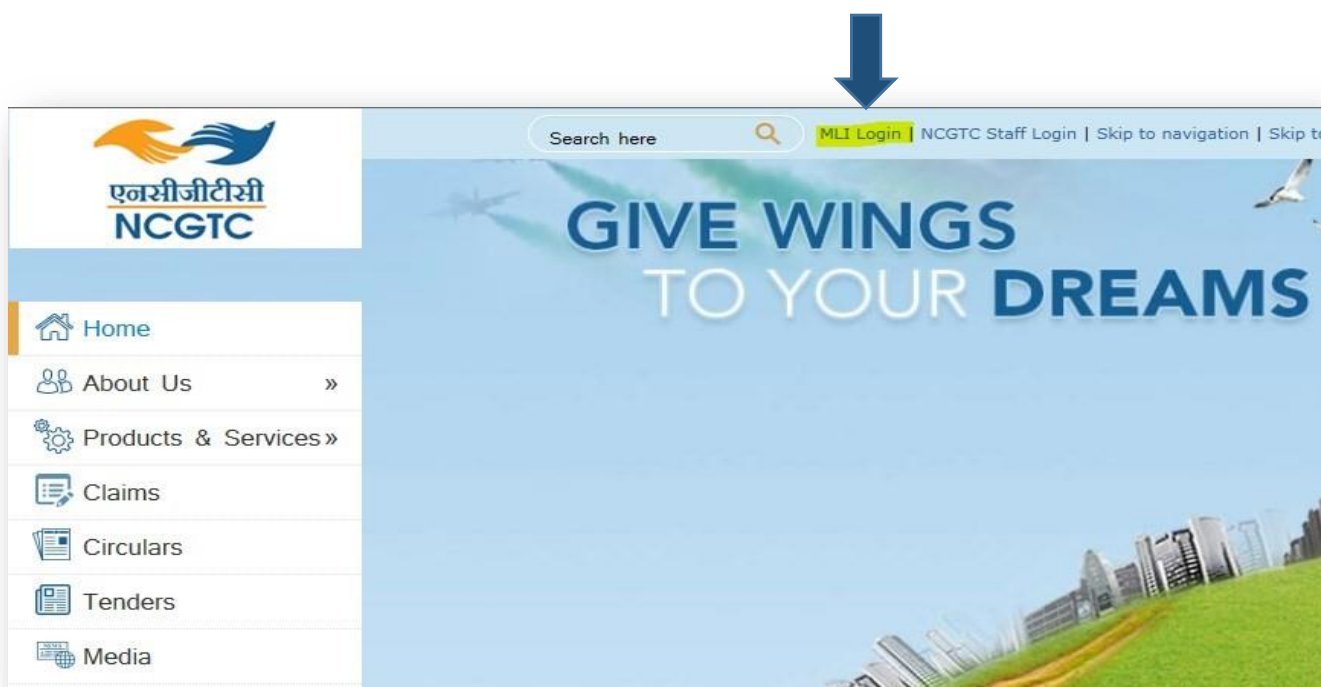 एनसीजीटीसी
NCGTC
Search here
MLI Login | NCGTC Staff Login | Skip to navigation | Skip
GIVE WINGS
TO YOUR DREAMS
Home
About Us »
Products & Services »
Claims
Circulars
Tenders
Media